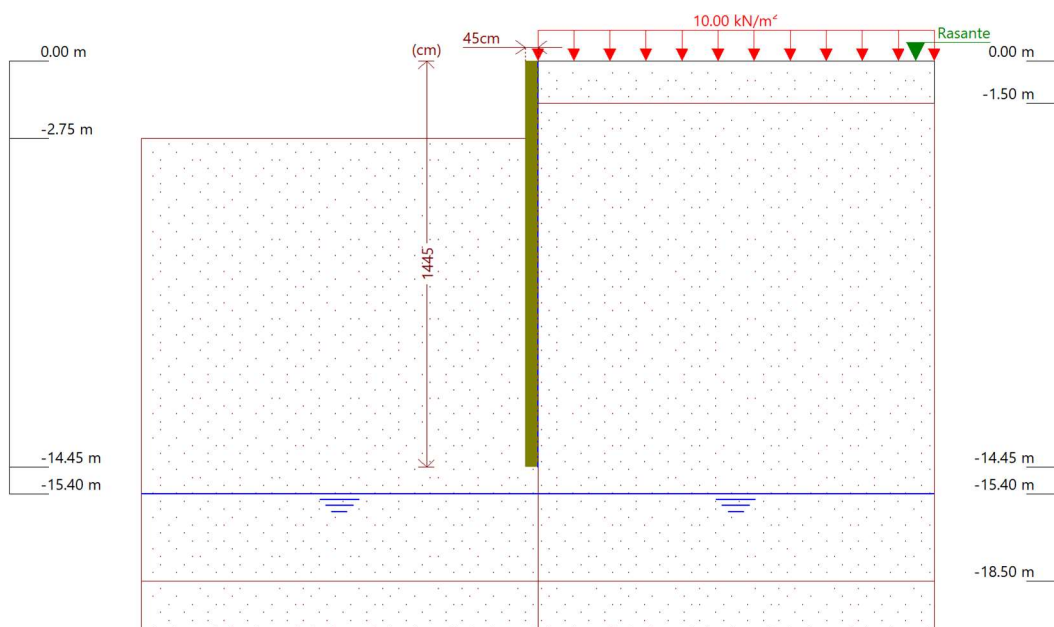 10.00 kN/m²
45cm
Rasante
0.00 m
(cm)
0.00 m
-1.50 m
-2.75 m
1445
-14.45 m
-14.45 m
-15.40 m
-15.40 m
-18.50 m